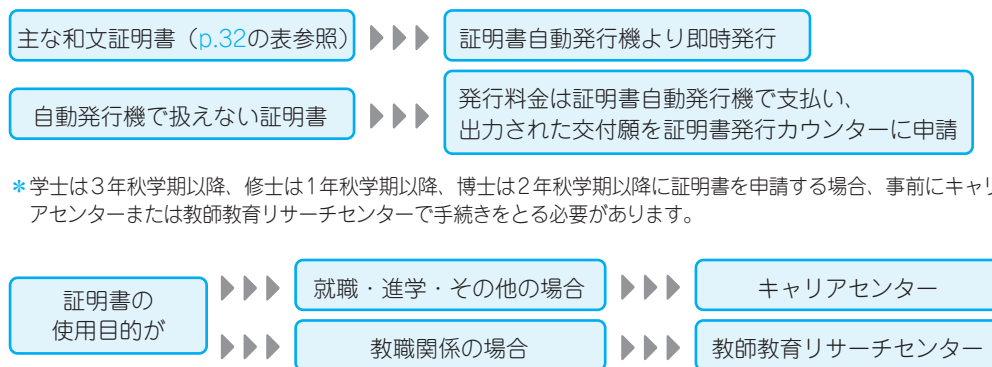 主な和文証明書（p.32の表参照）
証明書自動発行機より即時発行
自動発行機で扱えない証明書
発行料金は証明書自動発行機で支払い、
出力された交付願を証明書発行カウンターに申請
＊学士は３年秋学期以降、修士は１年秋学期以降、博士は２年秋学期以降に証明書を申請する場合、事前にキャリ
アセンターまたは教師教育リサーチセンターで手続きをとる必要があります。
証明書の
使用目的が
就職・進学・その他の場合
キャリアセンター
教職関係の場合
教師教育リサーチセンター